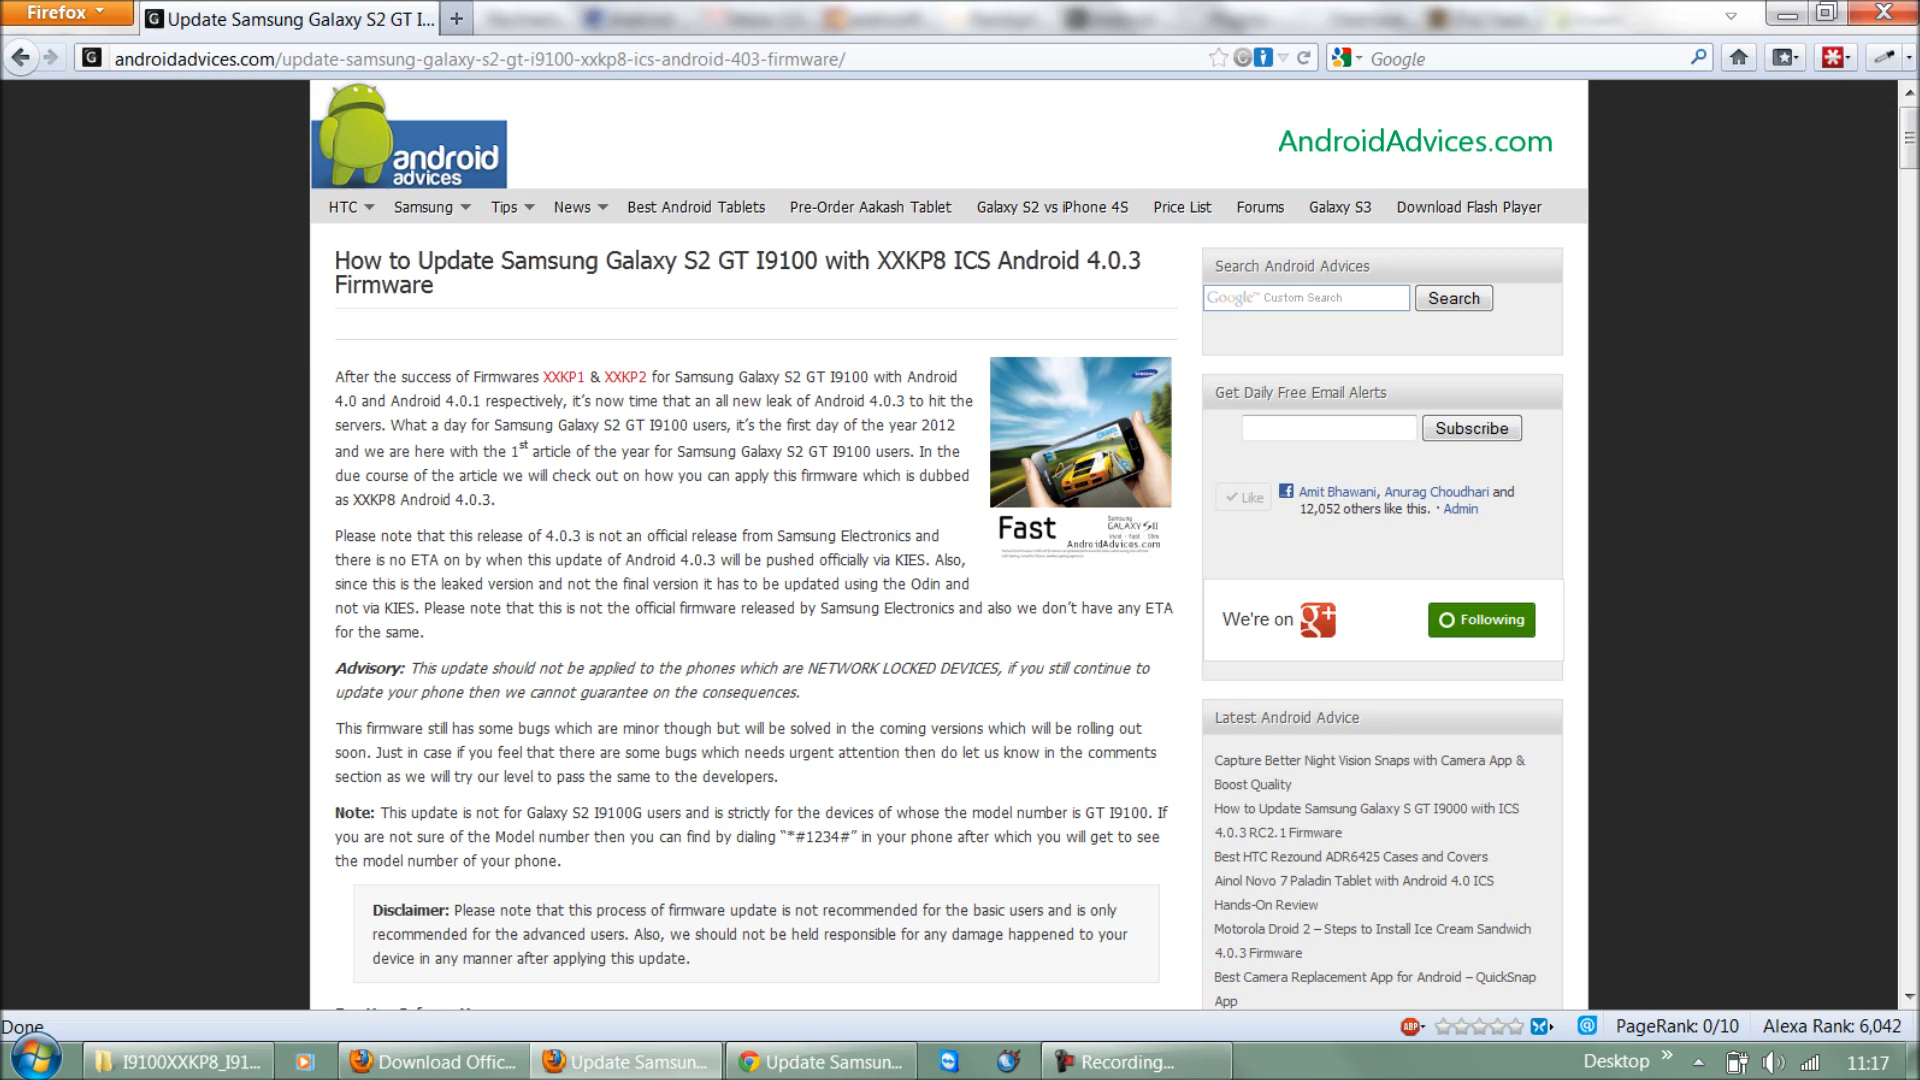 Firefox
Update Samsung Galaxy S2 GT I...
androidadvices.com/update-samsung-galaxy-s2-gt-i9100-xxkp8-ics-android-403-firmware/
Google
android
advices
AndroidAdvices.com
HTC Samsung Tips News Best Android Tablets Pre-Order Aakash Tablet Galaxy S2 vs iPhone 4S Price List Forums Galaxy S3 Download Flash Player
How to Update Samsung Galaxy S2 GT I9100 with XXKP8 ICS Android 4.0.3
Firmware
After the success of Firmwares XXKP1 & XXKP2 for Samsung Galaxy S2 GT I9100 with Android
4.0 and Android 4.0.1 respectively, it's now time that an all new leak of Android 4.0.3 to hit the
servers. What a day for Samsung Galaxy S2 GT I9100 users, it's the first day of the year 2012
and we are here with the 1st article of the year for Samsung Galaxy S2 GT I9100 users. In the
due course of the article we will check out on how you can apply this firmware which is dubbed
as XXKP8 Android 4.0.3.
SAMSUNG
Fast
Samsung
GALAXY SII
AndroidAdvices.com
Please note that this release of 4.0.3 is not an official release from Samsung Electronics and
there is no ETA on by when this update of Android 4.0.3 will be pushed officially via KIES. Also,
since this is the leaked version and not the final version it has to be updated using the Odin and
not via KIES. Please note that this is not the official firmware released by Samsung Electronics and also we don't have any ETA
for the same.
Advisory: This update should not be applied to the phones which are NETWORK LOCKED DEVICES, if you still continue to
update your phone then we cannot guarantee on the consequences.
This firmware still has some bugs which are minor though but will be solved in the coming versions which will be rolling out
soon. Just in case if you feel that there are some bugs which needs urgent attention then do let us know in the comments
section as we will try our level to pass the same to the developers.
Note: This update is not for Galaxy S2 I9100G users and is strictly for the devices of whose the model number is GT I9100. If
you are not sure of the Model number then you can find by dialing “*#1234#” in your phone after which you will get to see
the model number of your phone.
Disclaimer: Please note that this process of firmware update is not recommended for the basic users and is only
recommended for the advanced users. Also, we should not be held responsible for any damage happened to your
device in any manner after applying this update.
Search Android Advices
Google™ Custom Search
Search
Get Daily Free Email Alerts
Subscribe
Like
Amit Bhawani, Anurag Choudhari and
12,052 others like this. · Admin
We're on g+
Following
Latest Android Advice
Capture Better Night Vision Snaps with Camera App &
Boost Quality
How to Update Samsung Galaxy S GT I9000 with ICS
4.0.3 RC2.1 Firmware
Best HTC Rezound ADR6425 Cases and Covers
Ainol Novo 7 Paladin Tablet with Android 4.0 ICS
Hands-On Review
Motorola Droid 2 – Steps to Install Ice Cream Sandwich
4.0.3 Firmware
Best Camera Replacement App for Android – QuickSnap
App
Done
ABP
PageRank: 0/10
Alexa Rank: 6,042
I9100XXKP8_I91...
Download Offic...
Update Samsun...
Update Samsun...
Recording...
Desktop
11:17